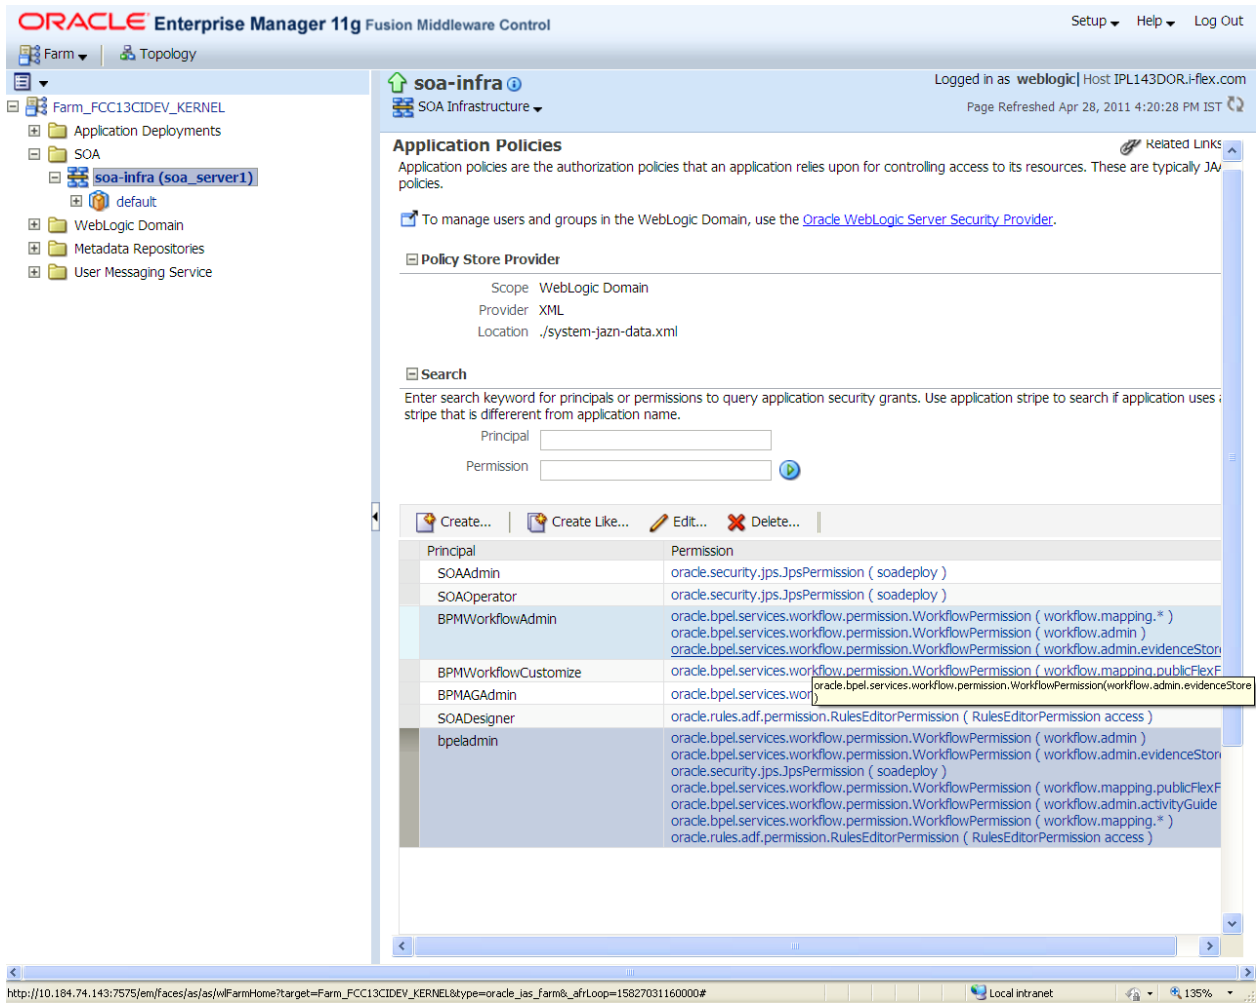 ORACLE Enterprise Manager 11g Fusion Middleware Control
Setup Help Log Out
Farm Topology
soa-infra
Logged in as weblogic| Host IPL143DOR.i-flex.com
SOA Infrastructure
Page Refreshed Apr 28, 2011 4:20:28 PM IST
Farm_FCC13CIDEV_KERNEL
Application Deployments
SOA
soa-infra (soa_server1)
default
WebLogic Domain
Metadata Repositories
User Messaging Service
Application Policies
Related Links
Application policies are the authorization policies that an application relies upon for controlling access to its resources. These are typically JA
policies.
To manage users and groups in the WebLogic Domain, use the Oracle WebLogic Server Security Provider.
Policy Store Provider
Scope WebLogic Domain
Provider XML
Location ./system-jazn-data.xml
Search
Enter search keyword for principals or permissions to query application security grants. Use application stripe to search if application uses
stripe that is differerent from application name.
Principal
Permission
Create... Create Like... Edit... Delete...
Principal Permission
SOAAdmin oracle.security.jps.JpsPermission ( soadeploy )
SOAOperator oracle.security.jps.JpsPermission ( soadeploy )
BPMWorkflowAdmin oracle.bpel.services.workflow.permission.WorkflowPermission ( workflow.mapping.* )
oracle.bpel.services.workflow.permission.WorkflowPermission ( workflow.admin )
oracle.bpel.services.workflow.permission.WorkflowPermission ( workflow.admin.evidenceStore
BPMWorkflowCustomize oracle.bpel.services.workflow.permission.WorkflowPermission ( workflow.mapping.publicFlexF
BPMAGAdmin oracle.bpel.services.wor
oracle.bpel.services.workflow.permission.WorkflowPermission(workflow.admin.evidenceStore
)
SOADesigner oracle.rules.adf.permission.RulesEditorPermission ( RulesEditorPermission access )
bpeladmin oracle.bpel.services.workflow.permission.WorkflowPermission ( workflow.admin )
oracle.bpel.services.workflow.permission.WorkflowPermission ( workflow.admin.evidenceStore
oracle.security.jps.JpsPermission ( soadeploy )
oracle.bpel.services.workflow.permission.WorkflowPermission ( workflow.mapping.publicFlexF
oracle.bpel.services.workflow.permission.WorkflowPermission ( workflow.admin.activityGuide
oracle.bpel.services.workflow.permission.WorkflowPermission ( workflow.mapping.* )
oracle.rules.adf.permission.RulesEditorPermission ( RulesEditorPermission access )
http://10.184.74.143:7575/em/faces/as/as/wlFarmHome?target=Farm_FCC13CIDEV_KERNEL&type=oracle_ias_farm&_afrLoop=15827031160000#
Local intranet
135%